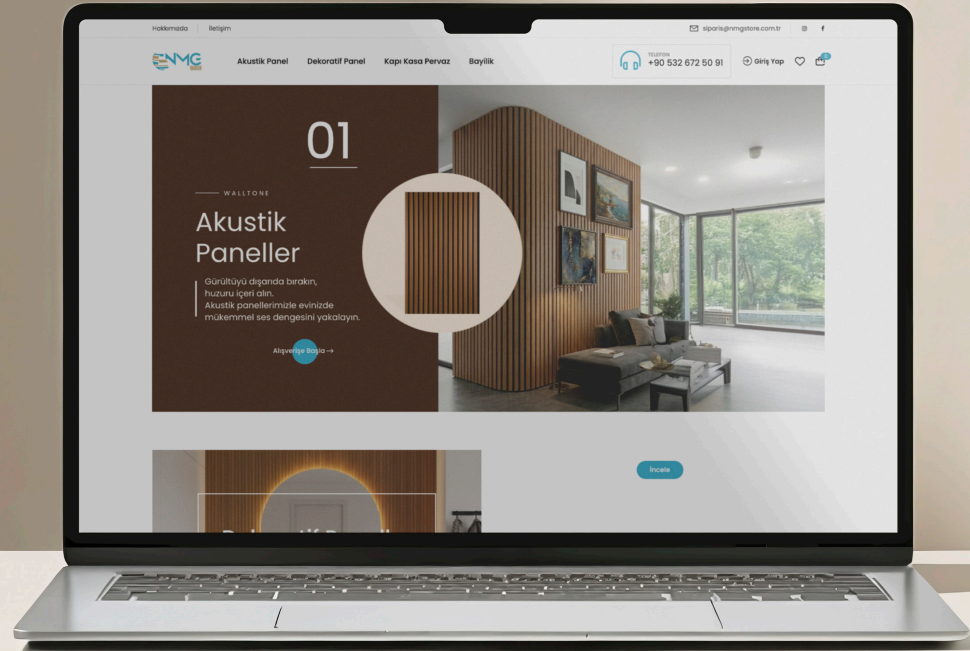 Hakkımızda
İletişim
siparis@nmgstore.com.tr
ENMG
Akustik Panel
Dekoratif Panel
Kapı Kasa Pervaz
Bayilik
TELEFON
+90 532 672 50 91
Giriş Yap
01
WALLTONE
Akustik
Paneller
Gürültüyü dışarıda bırakın,
huzuru içeri alın.
Akustik panellerimizle evinizde
mükemmel ses dengesini yakalayın.
Alışverişe Başla
İncele